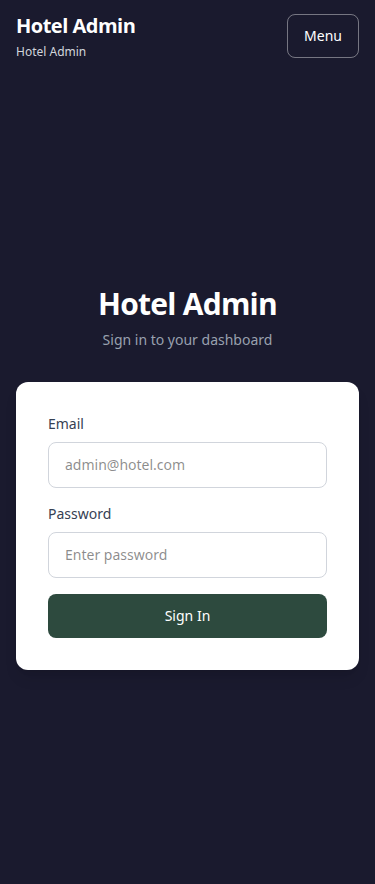 Hotel Admin
Hotel Admin
Menu
Hotel Admin
Sign in to your dashboard
Email
admin@hotel.com
Password
Enter password
Sign In